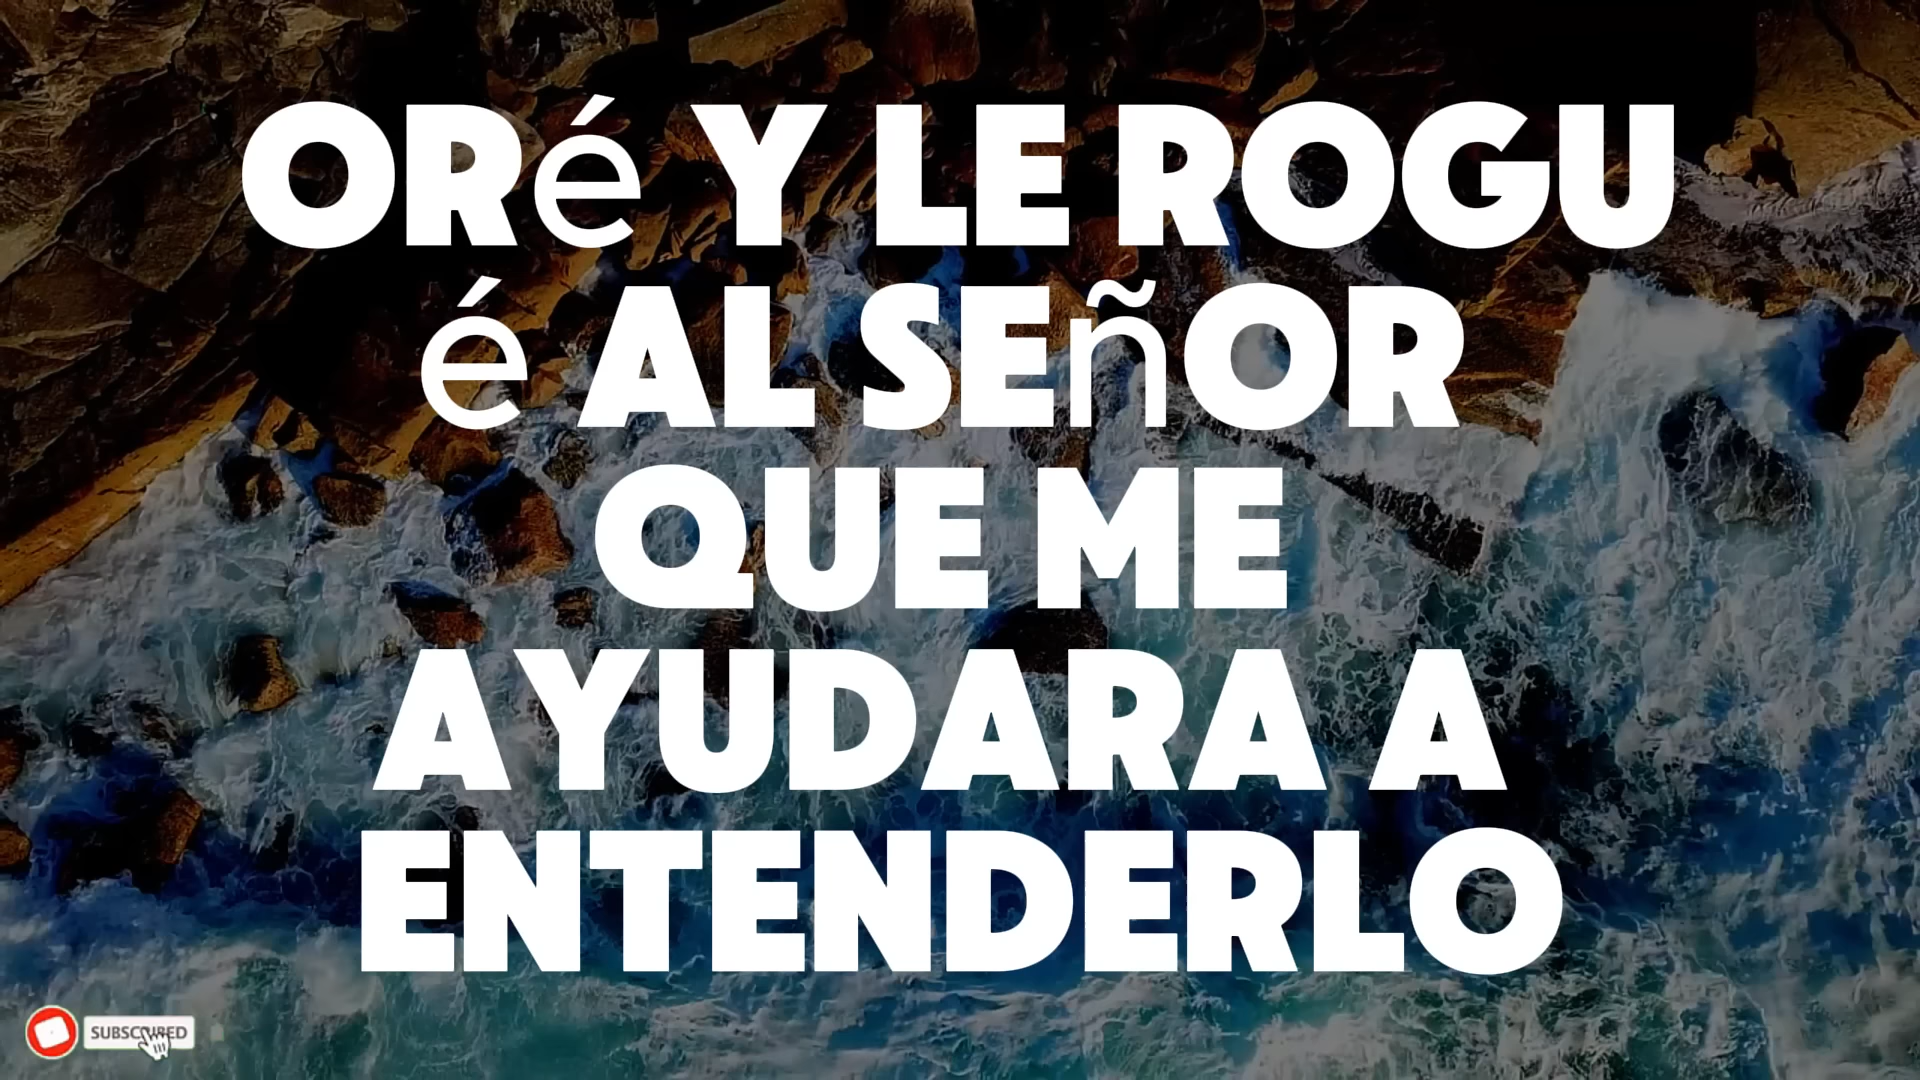 ORé Y LE ROGU
é AL SEñOR
QUE ME
AYUDARA A
ENTENDERLO
SUBSCRIBED